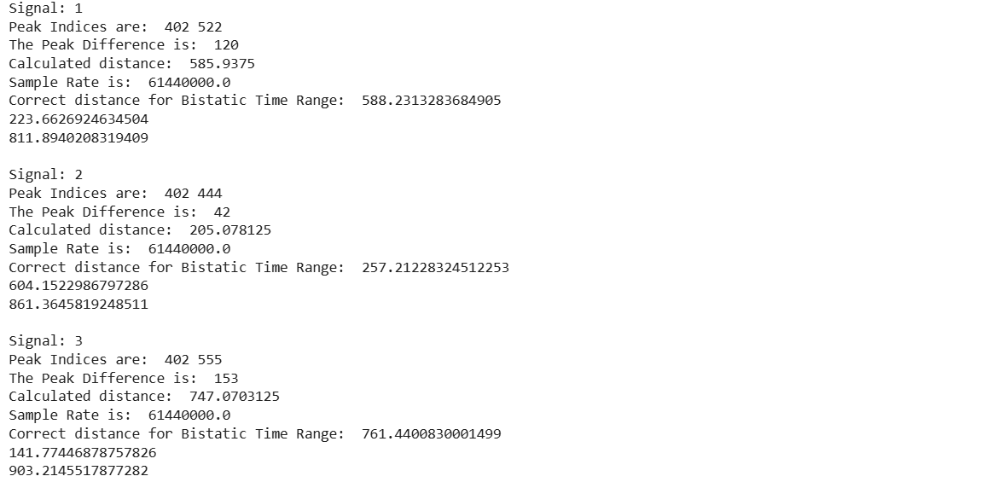 Signal: 1
Peak Indices are:  402 522
The Peak Difference is:  120
Calculated distance:  585.9375
Sample Rate is:  61440000.0
Correct distance for Bistatic Time Range:  588.2313283684905
223.6626924634504
811.8940208319409
Signal: 2
Peak Indices are:  402 444
The Peak Difference is:  42
Calculated distance:  205.078125
Sample Rate is:  61440000.0
Correct distance for Bistatic Time Range:  257.21228324512253
604.1522986797286
861.3645819248511
Signal: 3
Peak Indices are:  402 555
The Peak Difference is:  153
Calculated distance:  747.0703125
Sample Rate is:  61440000.0
Correct distance for Bistatic Time Range:  761.4400830001499
141.77446878757826
903.2145517877282